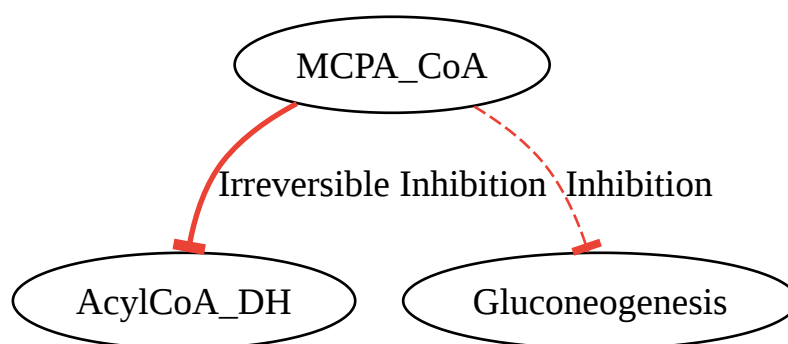 MCPA_CoA
Irreversible Inhibition
Inhibition
AcylCoA_DH
Gluconeogenesis